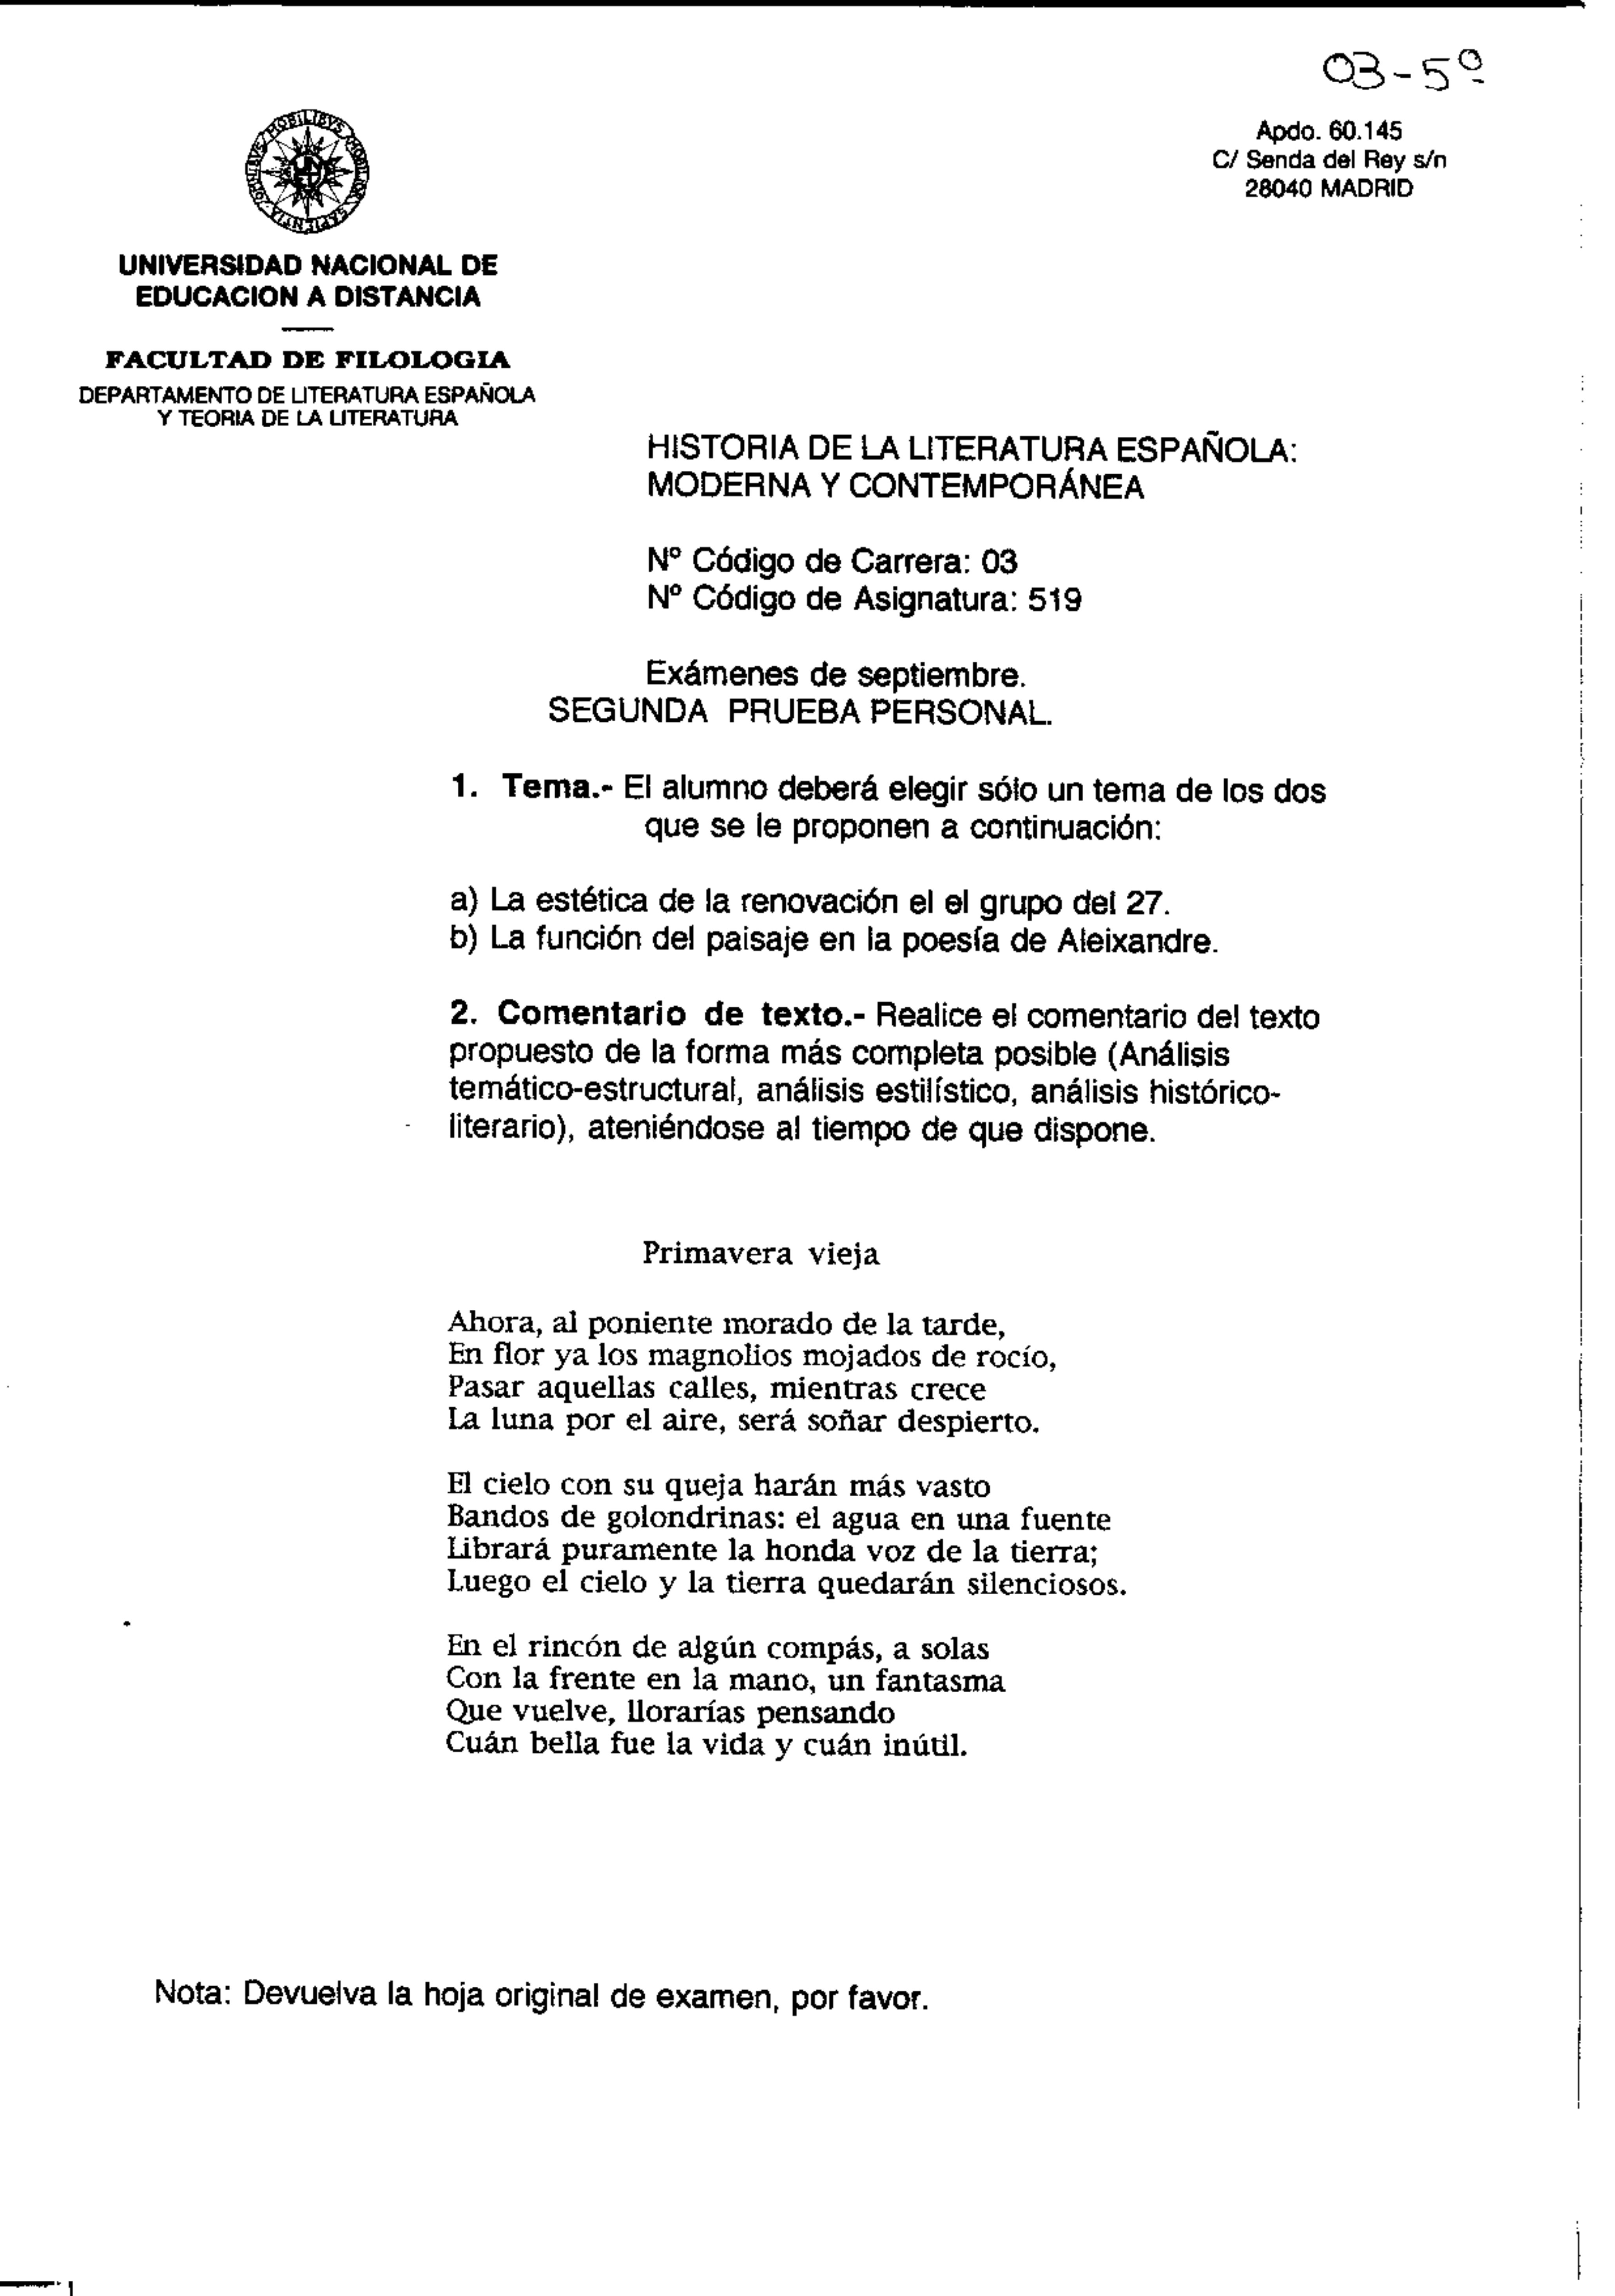 03-5º
Apdo. 60.145
C/ Senda del Rey s/n
28040 MADRID
UNIVERSIDAD NACIONAL DE
EDUCACION A DISTANCIA
FACULTAD DE FILOLOGIA
DEPARTAMENTO DE LITERATURA ESPAÑOLA
Y TEORIA DE LA LITERATURA
HISTORIA DE LA LITERATURA ESPAÑOLA:
MODERNA Y CONTEMPORÁNEA
Nº Código de Carrera: 03
Nº Código de Asignatura: 519
Exámenes de septiembre.
SEGUNDA PRUEBA PERSONAL.
1. Tema.- El alumno deberá elegir sólo un tema de los dos
que se le proponen a continuación:
a) La estética de la renovación el el grupo del 27.
b) La función del paisaje en la poesía de Aleixandre.
2. Comentario de texto.- Realice el comentario del texto
propuesto de la forma más completa posible (Análisis
temático-estructural, análisis estilístico, análisis histórico-
literario), ateniéndose al tiempo de que dispone.
Primavera vieja
Ahora, al poniente morado de la tarde,
En flor ya los magnolios mojados de rocío,
Pasar aquellas calles, mientras crece
La luna por el aire, será soñar despierto.
El cielo con su queja harán más vasto
Bandos de golondrinas: el agua en una fuente
Librará puramente la honda voz de la tierra;
Luego el cielo y la tierra quedarán silenciosos.
En el rincón de algún compás, a solas
Con la frente en la mano, un fantasma
Que vuelve, llorarías pensando
Cuán bella fue la vida y cuán inútil.
Nota: Devuelva la hoja original de examen, por favor.